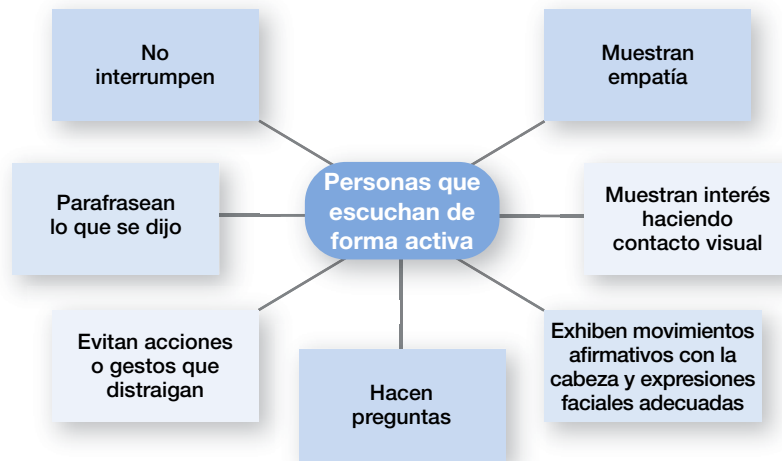 No
interrumpen
Muestran
empatía
Personas que
escuchan de
forma activa
Parafrasean
lo que se dijo
Muestran interés
haciendo
contacto visual
Evitan acciones
o gestos que
distraigan
Hacen
preguntas
Exhiben movimientos
afirmativos con la
cabeza y expresiones
faciales adecuadas